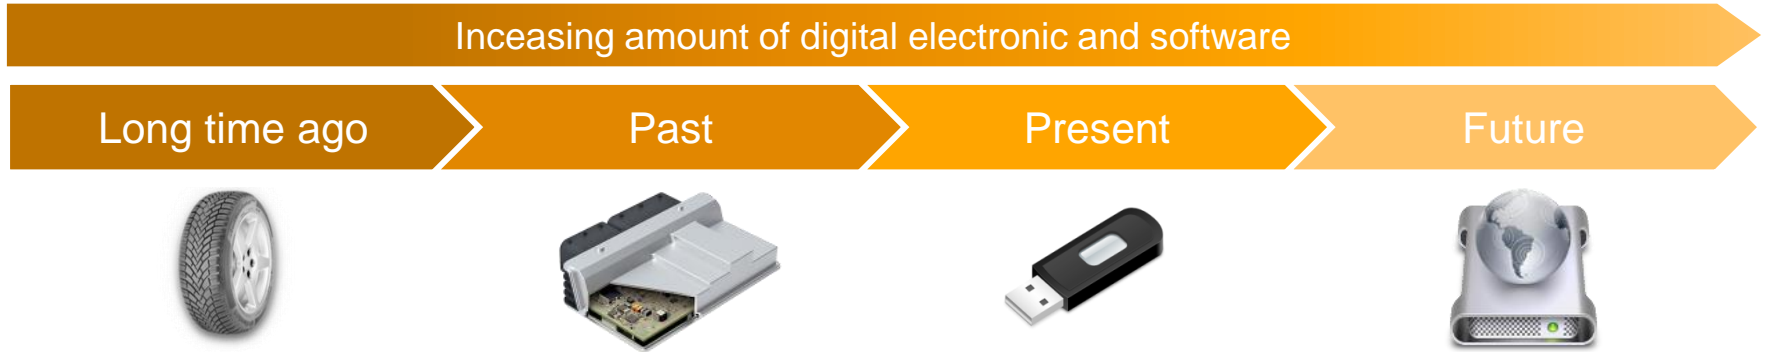 Inceasing amount of digital electronic and software
Long time ago
Past
Present
Future